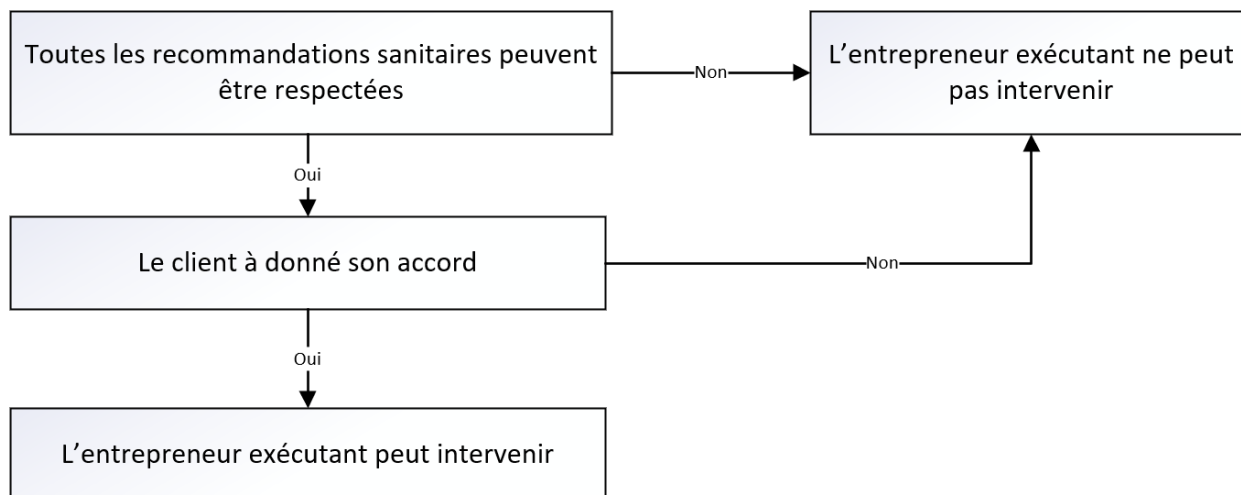 Toutes les recommandations sanitaires peuvent
être respectées
Non
L’entrepreneur exécutant ne peut
pas intervenir
Oui
Le client à donné son accord
Non
Oui
L’entrepreneur exécutant peut intervenir